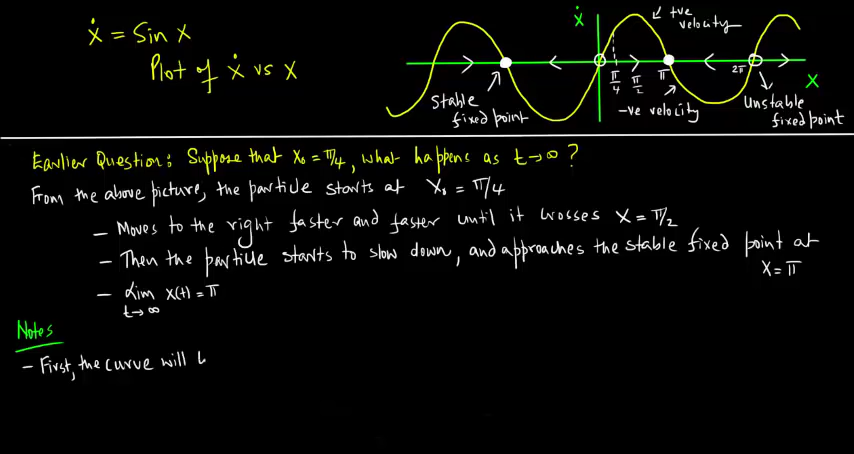 ẋ = Sin x
Plot of ẋ vs x
ẋ
+ve
velocity
π/4
π/2
π
2π
X
Stable
fixed point
-ve velocity
Unstable
fixed point
Earlier Question: Suppose that X₀ = π/4, what happens as t→∞?
From the above picture, the particle starts at X₀ = π/4
- Moves to the right faster and faster until it crosses X = π/2
- Then the particle starts to slow down, and approaches the stable fixed point at
X = π
- Lim x(t) = π
t→∞
Notes
- First, the curve will